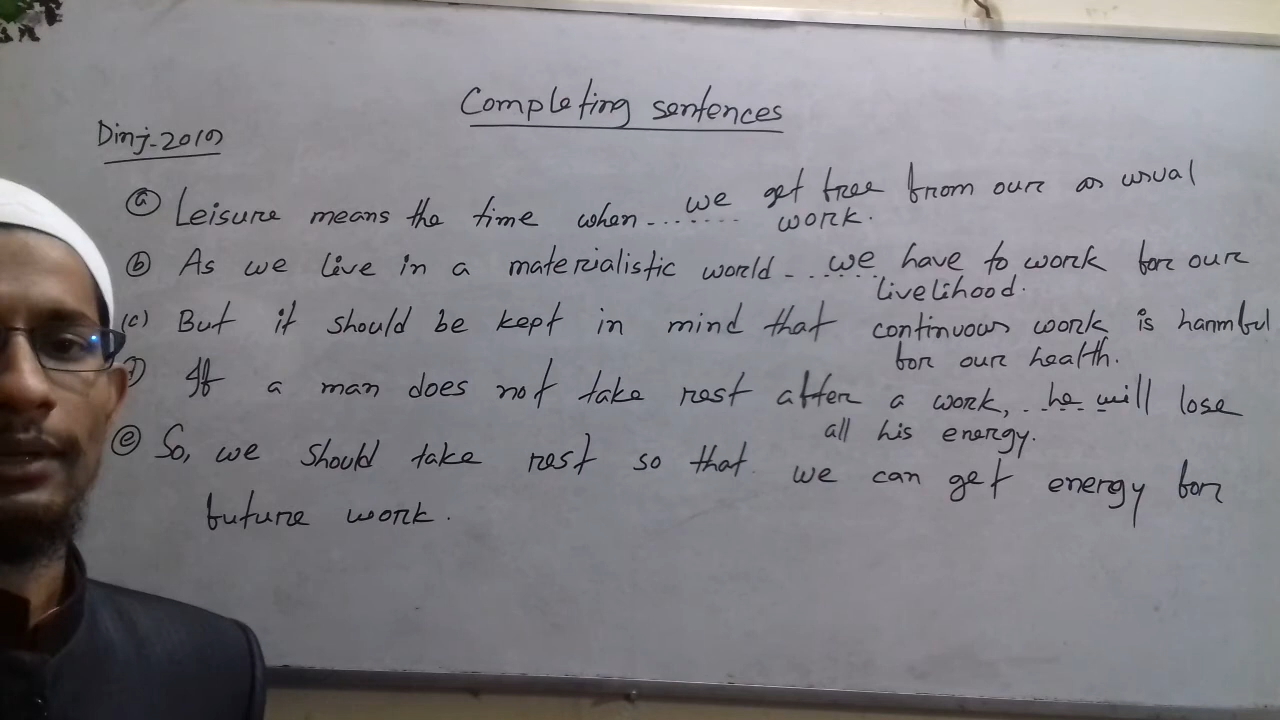 Completing sentences
Dinj-2019
(a) Leisure means the time when....... we get free from our as usual
work.
(b) As we live in a materialistic world....... we have to work for our
livelihood.
(c) But it should be kept in mind that continuous work is harmful
for our health.
(d) If a man does not take rest after a work,....... he will lose
all his energy.
(e) So, we should take rest so that we can get energy for
future work.